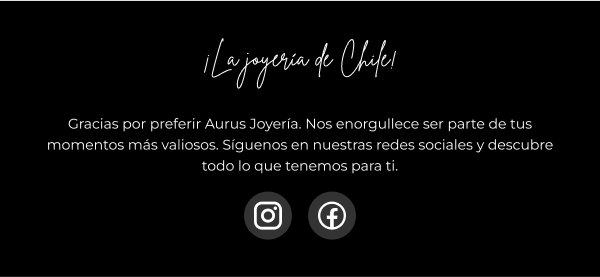 ¡La joyería de Chile!
Gracias por preferir Aurus Joyería. Nos enorgullece ser parte de tus
momentos más valiosos. Síguenos en nuestras redes sociales y descubre
todo lo que tenemos para ti.